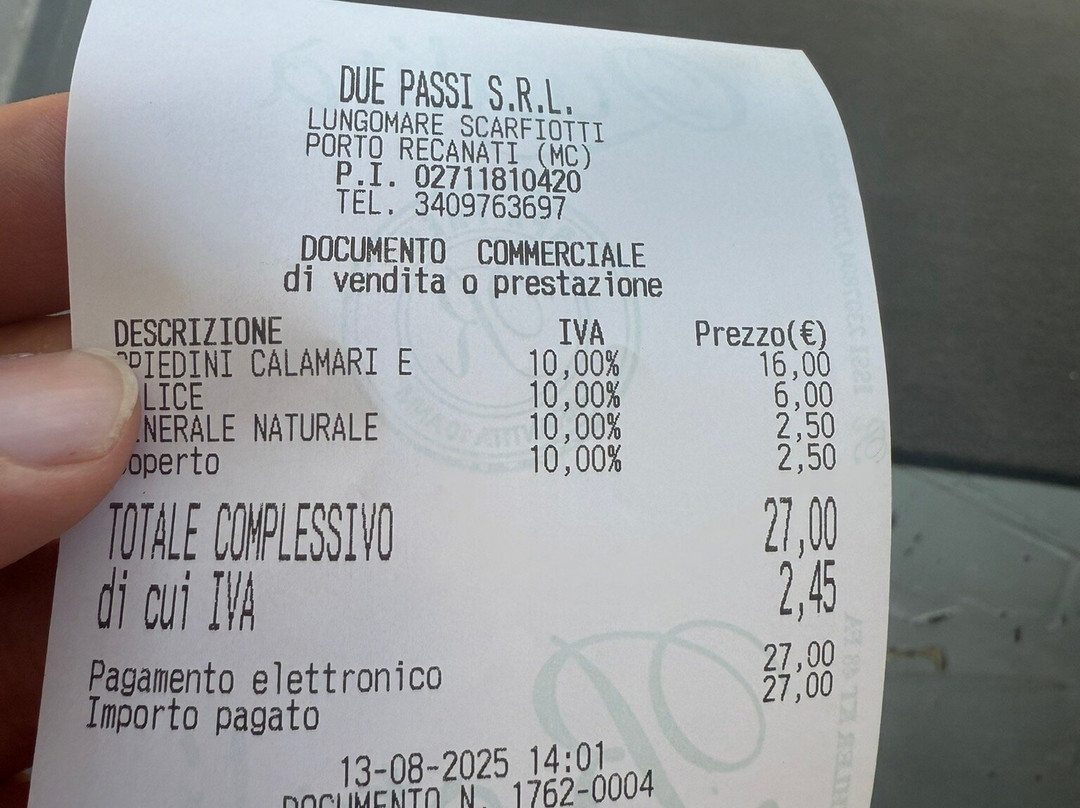 DUE PASSI S.R.L.
LUNGOMARE SCARFIOTTI
PORTO RECANATI (MC)
P.I. 02711810420
TEL. 3409763697
DOCUMENTO COMMERCIALE
di vendita o prestazione
DESCRIZIONE IVA Prezzo(€)
PIEDINI CALAMARI E 10,00% 16,00
LICE 10,00% 6,00
NERALE NATURALE 10,00% 2,50
operto 10,00% 2,50
TOTALE COMPLESSIVO 27,00
di cui IVA 2,45
Pagamento elettronico 27,00
Importo pagato 27,00
13-08-2025 14:01
DOCUMENTO N. 1762-0004